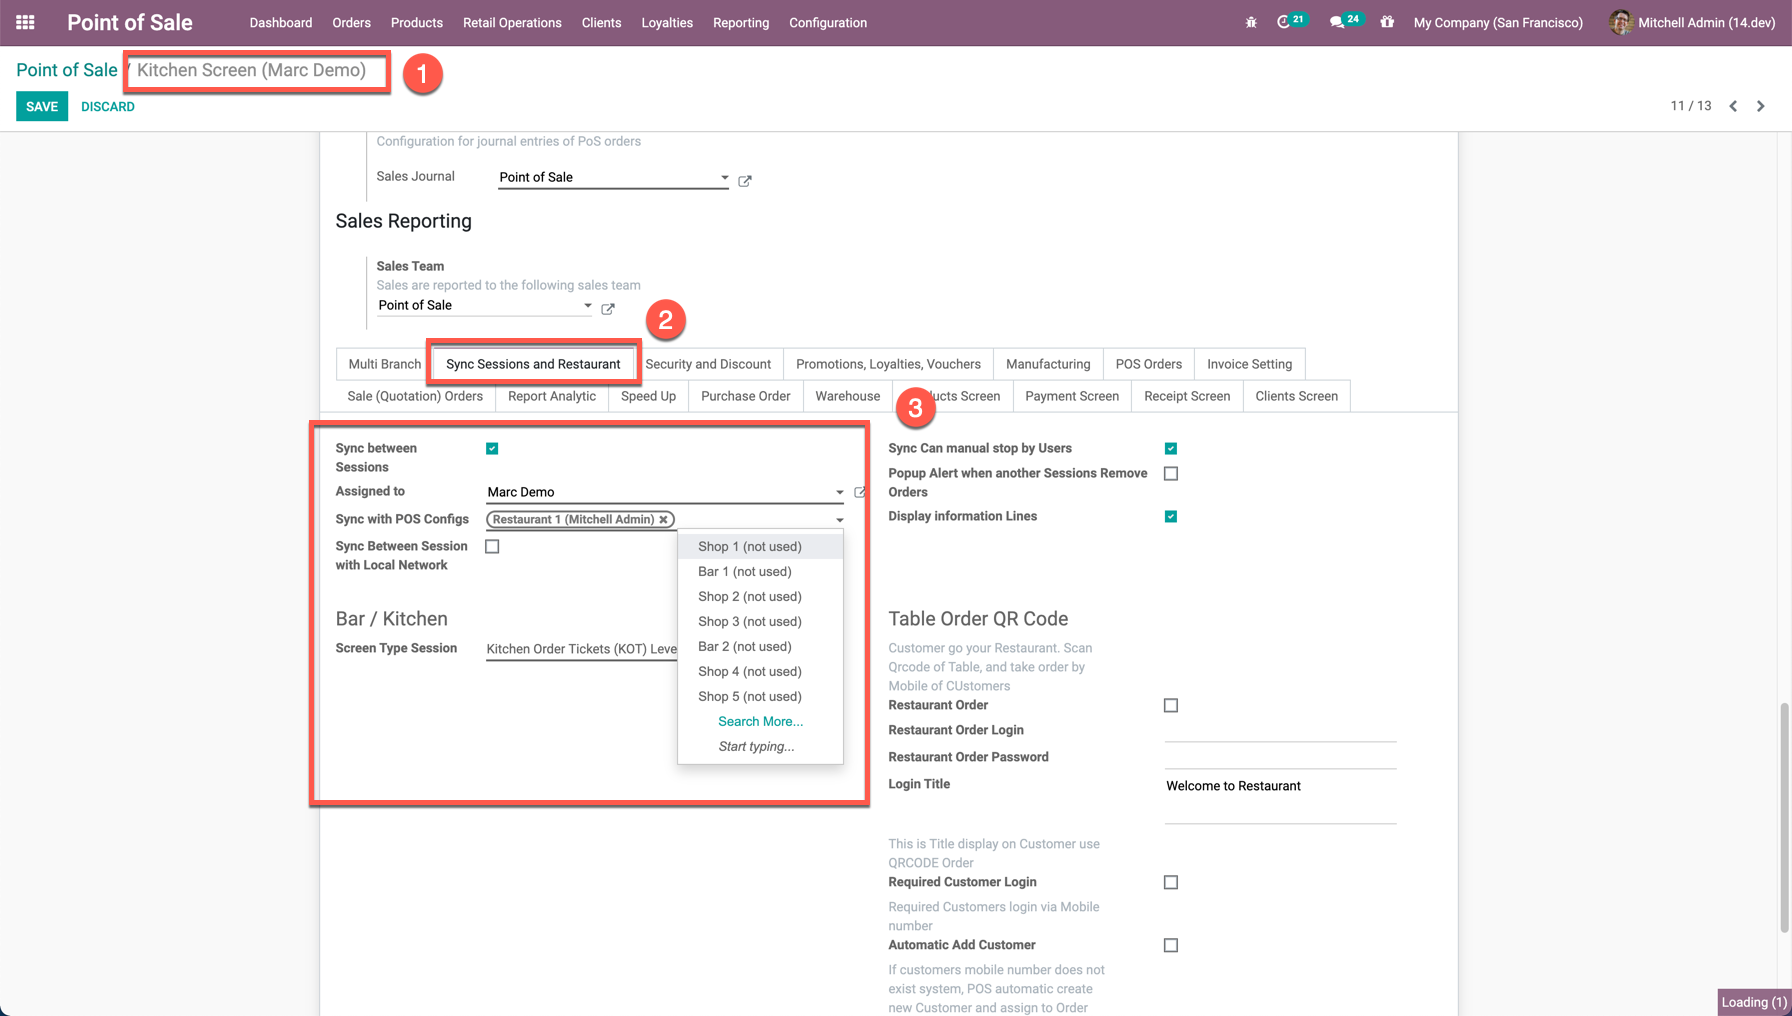 Point of Sale
Dashboard
Orders
Products
Retail Operations
Clients
Loyalties
Reporting
Configuration
21
24
My Company (San Francisco)
Mitchell Admin (14.dev)
Point of Sale / Kitchen Screen (Marc Demo)
1
SAVE
DISCARD
11 / 13
Configuration for journal entries of PoS orders
Sales Journal
Point of Sale
Sales Reporting
Sales Team
Sales are reported to the following sales team
Point of Sale
2
Multi Branch
Sync Sessions and Restaurant
Security and Discount
Promotions, Loyalties, Vouchers
Manufacturing
POS Orders
Invoice Setting
Sale (Quotation) Orders
Report Analytic
Speed Up
Purchase Order
Warehouse
3
ucts Screen
Payment Screen
Receipt Screen
Clients Screen
Sync between
Sessions
Assigned to
Marc Demo
Sync with POS Configs
Restaurant 1 (Mitchell Admin)
Sync Between Session
with Local Network
Shop 1 (not used)
Bar 1 (not used)
Shop 2 (not used)
Shop 3 (not used)
Bar 2 (not used)
Shop 4 (not used)
Shop 5 (not used)
Search More...
Start typing...
Bar / Kitchen
Screen Type Session
Kitchen Order Tickets (KOT) Leve
Sync Can manual stop by Users
Popup Alert when another Sessions Remove
Orders
Display information Lines
Table Order QR Code
Customer go your Restaurant. Scan
Qrcode of Table, and take order by
Mobile of CUstomers
Restaurant Order
Restaurant Order Login
Restaurant Order Password
Login Title
Welcome to Restaurant
This is Title display on Customer use
QRCODE Order
Required Customer Login
Required Customers login via Mobile
number
Automatic Add Customer
If customers mobile number does not
exist system, POS automatic create
new Customer and assign to Order
Loading (1)